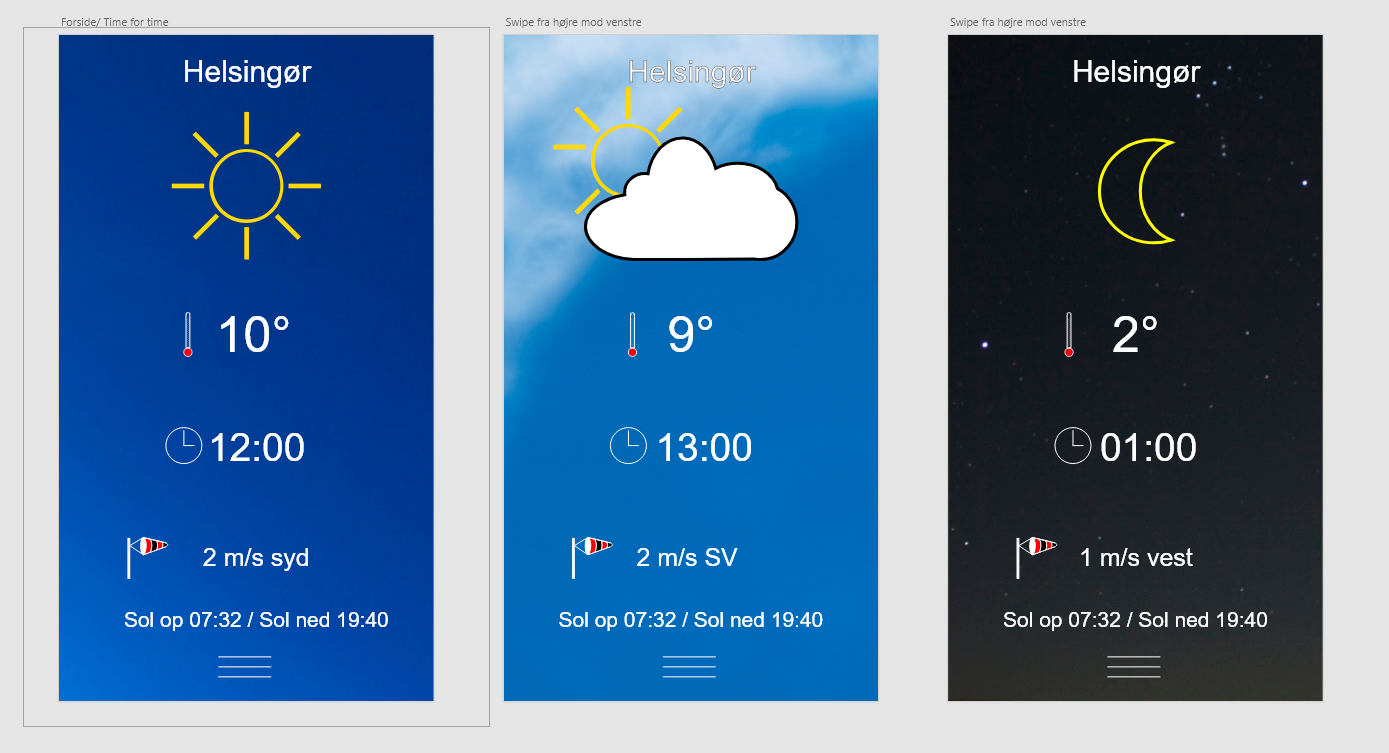 Forside/ Time for time
Helsingør
10°
12:00
2 m/s syd
Sol op 07:32 / Sol ned 19:40
Swipe fra højre mod venstre
Helsingør
9°
13:00
2 m/s SV
Sol op 07:32 / Sol ned 19:40
Swipe fra højre mod venstre
Helsingør
2°
01:00
1 m/s vest
Sol op 07:32 / Sol ned 19:40